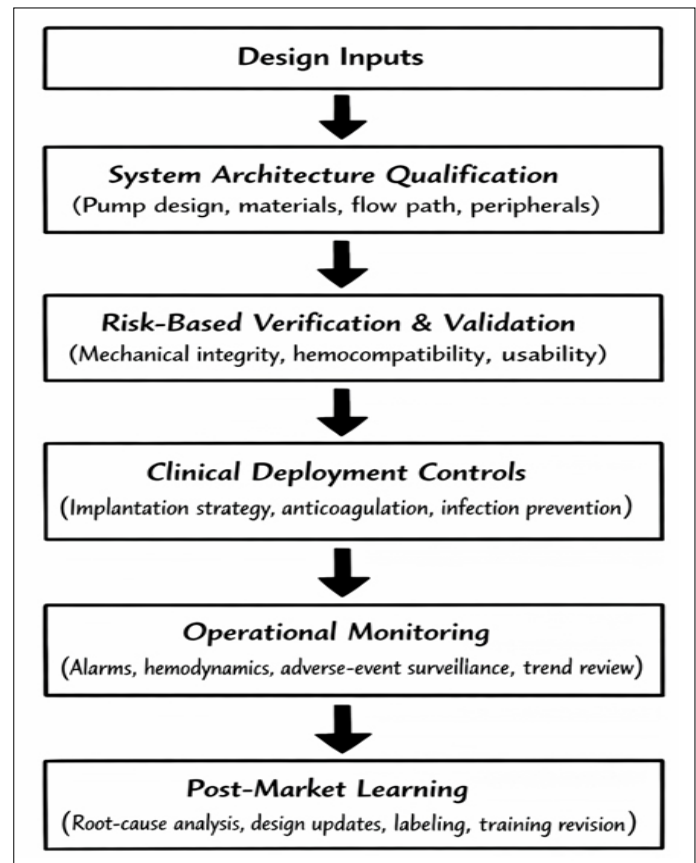 Design Inputs
System Architecture Qualification
(Pump design, materials, flow path, peripherals)
Risk-Based Verification & Validation
(Mechanical integrity, hemocompatibility, usability)
Clinical Deployment Controls
(Implantation strategy, anticoagulation, infection prevention)
Operational Monitoring
(Alarms, hemodynamics, adverse-event surveillance, trend review)
Post-Market Learning
(Root-cause analysis, design updates, labeling, training revision)